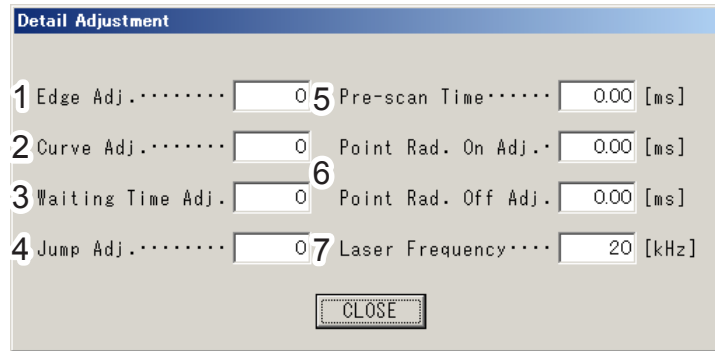 Detail Adjustment
1 Edge Adj.········ 0 5 Pre-scan Time······ 0.00 [ms]
2 Curve Adj.······· 0 Point Rad. On Adj.· 0.00 [ms]
6
3 Waiting Time Adj. 0 Point Rad. Off Adj. 0.00 [ms]
4 Jump Adj.········ 0 7 Laser Frequency···· 20 [kHz]
CLOSE